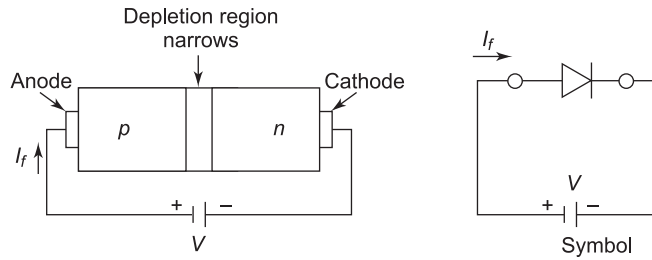 Depletion region
narrows
Anode
Cathode
p
n
I_f
+
−
V
I_f
V
+
−
Symbol